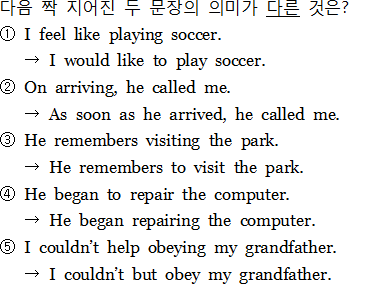 다음 짝 지어진 두 문장의 의미가 다른 것은?
① I feel like playing soccer.
→ I would like to play soccer.
② On arriving, he called me.
→ As soon as he arrived, he called me.
③ He remembers visiting the park.
→ He remembers to visit the park.
④ He began to repair the computer.
→ He began repairing the computer.
⑤ I couldn't help obeying my grandfather.
→ I couldn't but obey my grandfather.